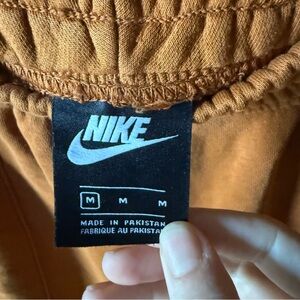 NIKE
M M M
MADE IN PAKISTAN
FABRIQUE AU PAKISTAN